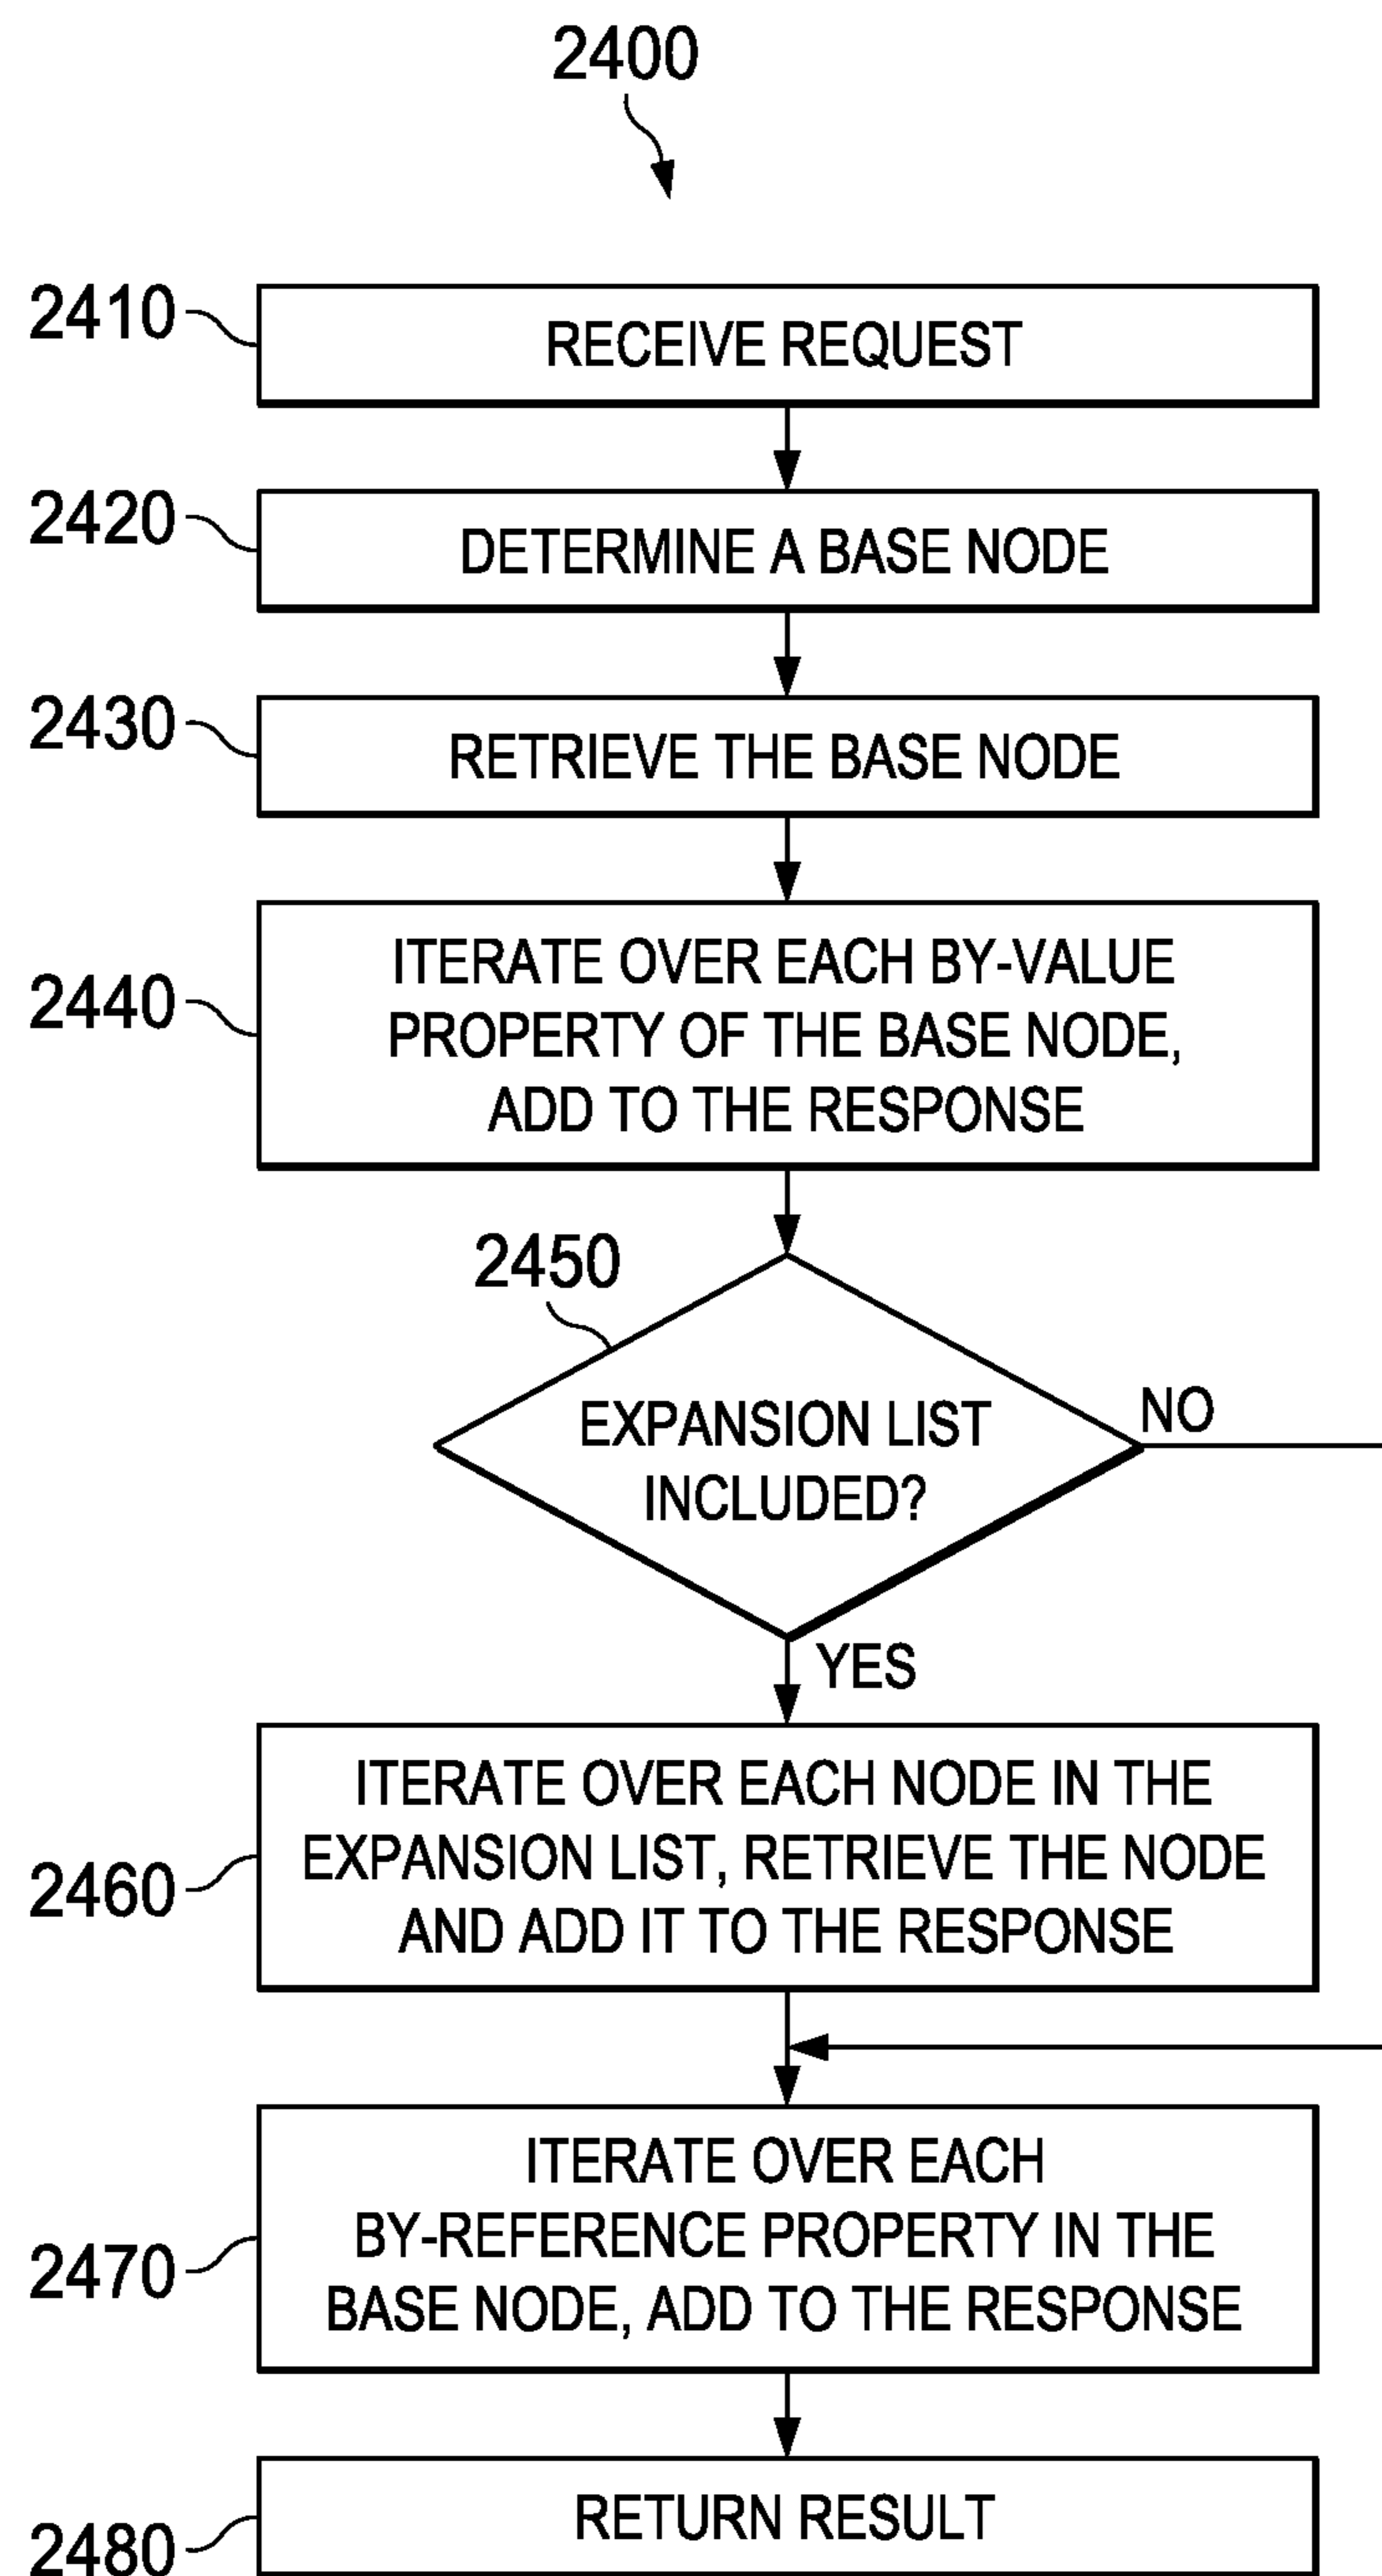 2400
2410
RECEIVE REQUEST
2420
DETERMINE A BASE NODE
2430
RETRIEVE THE BASE NODE
2440
ITERATE OVER EACH BY-VALUE
PROPERTY OF THE BASE NODE,
ADD TO THE RESPONSE
2450
EXPANSION LIST
INCLUDED?
NO
YES
2460
ITERATE OVER EACH NODE IN THE
EXPANSION LIST, RETRIEVE THE NODE
AND ADD IT TO THE RESPONSE
2470
ITERATE OVER EACH
BY-REFERENCE PROPERTY IN THE
BASE NODE, ADD TO THE RESPONSE
2480
RETURN RESULT